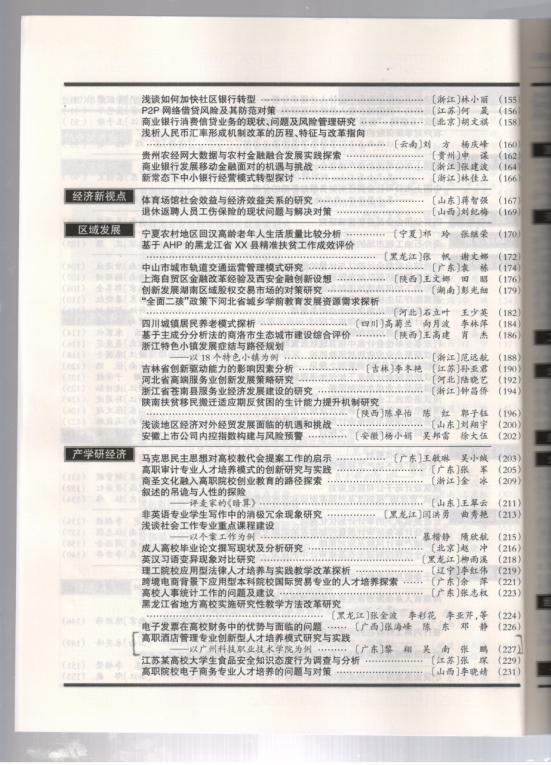 浅谈如何加快社区银行转型 〔浙江〕林小丽 (155)
P2P 网络借贷风险及其防范对策 〔江苏〕何 晟 (156)
商业银行消费信贷业务的现状、问题及风险管理研究 〔北京〕胡文祺 (158)
浅析人民币汇率形成机制改革的历程、特征与改革指向
〔云南〕刘 方 杨庆峰 (160)
贵州农经网大数据与农村金融融合发展实践探索 〔贵州〕申 谋 (162)
商业银行发展移动金融面对的机遇与挑战 〔浙江〕张建波 (164)
新常态下中小银行经营模式转型探讨 〔浙江〕林佳立 (166)
经济新视点
体育场馆社会效益与经济效益关系的研究 〔山东〕蒋智强 (167)
退休返聘人员工伤保险的现状问题与解决对策 〔山西〕刘纪梅 (169)
区域发展
宁夏农村地区回汉高龄老年人生活质量比较分析 〔宁夏〕祁 玲 张继荣 (170)
基于 AHP 的黑龙江省 XX 县精准扶贫工作成效评价
〔黑龙江〕张 帆 谢文娜 (172)
中山市城市轨道交通运营管理模式研究 〔广东〕袁 栋 (174)
上海自贸区金融改革经验及西安金融创新设想 〔陕西〕王文娜 田 昭 (176)
创新发展湖南区域股权交易市场的对策研究 〔湖南〕彭光细 (179)
“全面二孩”政策下河北省城乡学前教育发展资源需求探析
〔河北〕石立叶 王少英 (182)
四川城镇居民养老模式探析 〔四川〕高菊兰 向月波 李林萍 (184)
基于主成分分析法的商洛市生态城市建设综合评价 〔陕西〕王高建 肖 杰 (186)
浙江特色小镇发展症结与路径规划
——以 18 个特色小镇为例 〔浙江〕范远航 (188)
吉林省创新驱动能力的影响因素分析 〔吉林〕李冬艳 〔江苏〕孙亚君 (190)
河北省高端服务业创新发展策略研究 〔河北〕陆晓艺 (192)
浙江省苍南县服务业经济发展建设的研究 〔浙江〕钟昌侨 (194)
陕南扶贫移民搬迁适应期反贫困的生计能力提升机制研究
〔陕西〕陈卓怡 陈 红 郭子钰 (196)
浅谈地区经济对外经贸发展面临的机遇和挑战 〔山东〕刘翔宇 (200)
安徽上市公司内控指数构建与风险预警 〔安徽〕杨小娟 吴邦雷 徐大伍 (202)
产学研经济
马克思民主思想对高校教代会提案工作的启示 〔广东〕王毓琳 吴小绒 (203)
高职审计专业人才培养模式的创新研究与实践 〔广东〕张 军 (205)
商圣文化融入高职院校创业教育的路径探索 〔浙江〕金 冰 (209)
叙述的吊诡与人性的探险
——评麦家的《暗算》 〔山东〕王翠云 (211)
非英语专业学生写作中的消极冗余现象研究 〔黑龙江〕闫洪勇 曲秀艳 (213)
浅谈社会工作专业重点课程建设
——以个案工作为例 慕楷静 隋欣航 (215)
成人高校毕业论文撰写现状及分析研究 〔北京〕赵 冲 (216)
英汉习语变异现象对比研究 〔黑龙江〕柳雨溪 (218)
理工院校应用型法律人才培养与实践教学改革探析 〔辽宁〕李红伟 (219)
跨境电商背景下应用型本科院校国际贸易专业的人才培养探索 〔广东〕余 萍 (221)
高校人事统计工作的问题及建议 〔广东〕张志权 (223)
黑龙江省地方高校实施研究性教学方法改革研究
〔黑龙江〕张金波 李彩花 李亚芹,等 (224)
电子发票在高校财务中的优势与面临的问题 〔广西〕张海峰 陈 东 邓 静 (226)
高职酒店管理专业创新型人才培养模式研究与实践
——以广州科技职业技术学院为例 〔广东〕黎 翔 吴 南 张 鹏 (227)
江苏某高校大学生食品安全知识态度行为调查与分析 〔江苏〕张 琛 (229)
高职院校电子商务专业人才培养的问题与对策 〔山西〕李晓婧 (231)